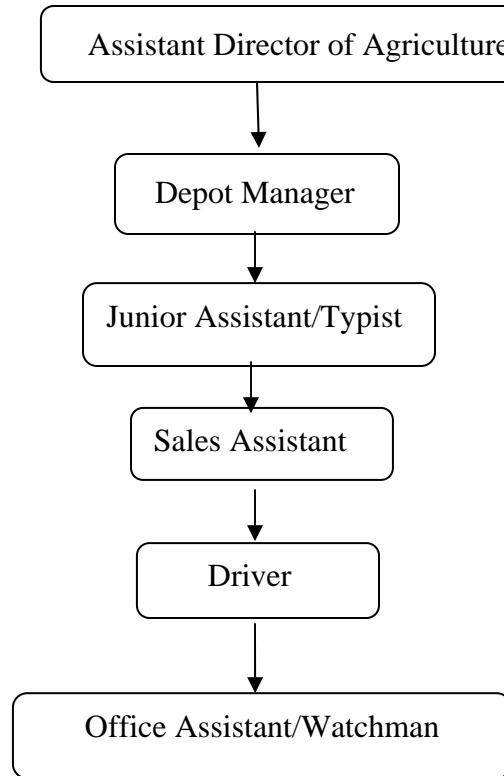 Assistant Director of Agriculture
Depot Manager
Junior Assistant/Typist
Sales Assistant
Driver
Office Assistant/Watchman